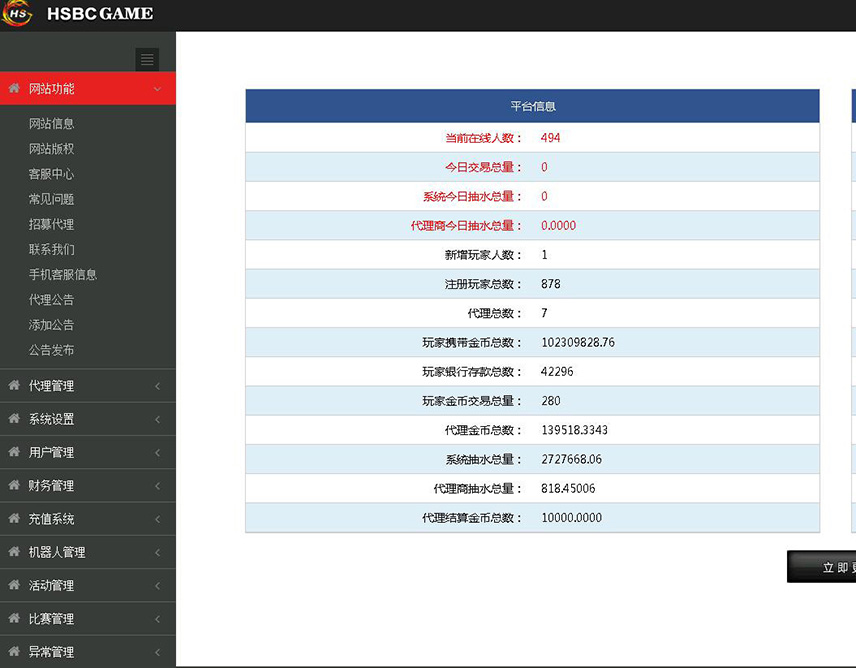 HS HSBC GAME
网站功能
网站信息
网站版权
客服中心
常见问题
招募代理
联系我们
手机客服信息
代理公告
添加公告
公告发布
代理管理
系统设置
用户管理
财务管理
充值系统
机器人管理
活动管理
比赛管理
异常管理
平台信息
当前在线人数： 494
今日交易总量： 0
系统今日抽水总量： 0
代理商今日抽水总量： 0.0000
新增玩家人数： 1
注册玩家总数： 878
代理总数： 7
玩家携带金币总数： 102309828.76
玩家银行存款总数： 42296
玩家金币交易总量： 280
代理金币总数： 139518.3343
系统抽水总量： 2727668.06
代理商抽水总量： 818.45006
代理结算金币总数： 10000.0000
立即